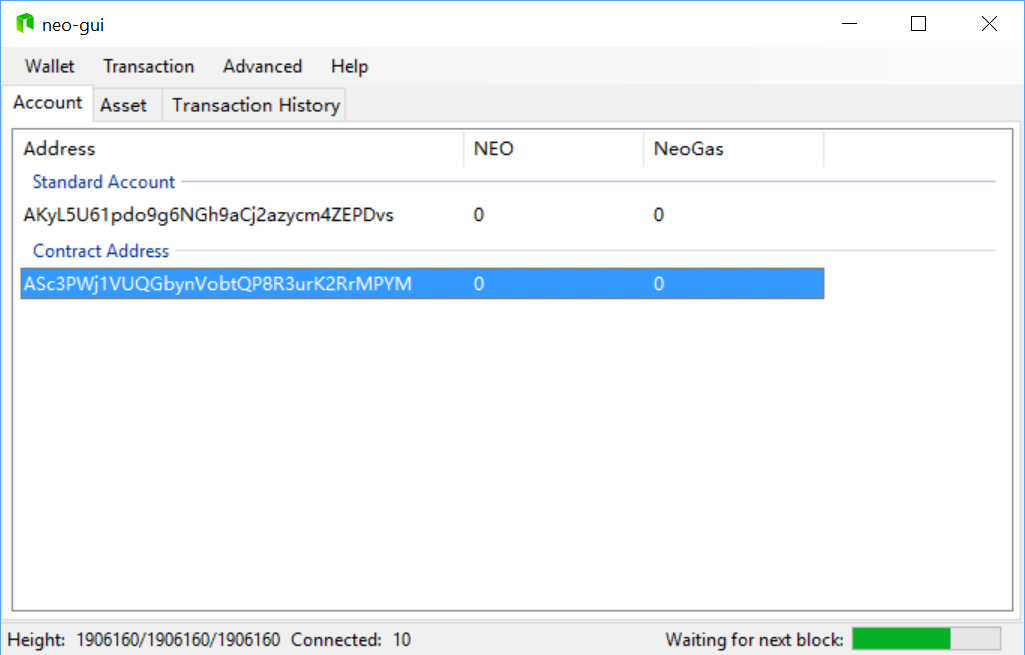 neo-gui
Wallet Transaction Advanced Help
Account Asset Transaction History
Address NEO NeoGas
Standard Account
AKyL5U61pdo9g6NGh9aCj2azycm4ZEPDvs 0 0
Contract Address
ASc3PWj1VUQGbynVobtQP8R3urK2RrMPYM 0 0
Height: 1906160/1906160/1906160 Connected: 10 Waiting for next block: